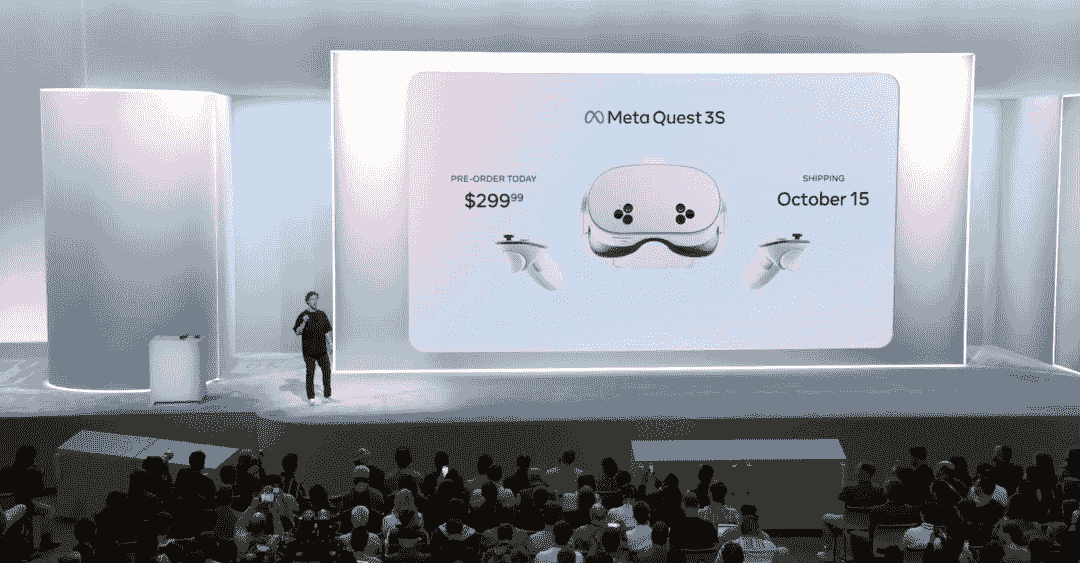 Meta Quest 3S
PRE-ORDER TODAY
$299⁹⁹
SHIPPING
October 15